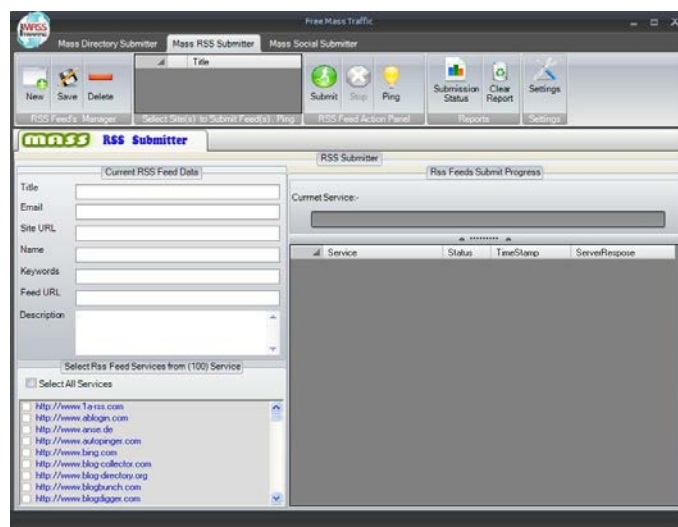 MASS
Traffic
Free Mass Traffic
Mass Directory Submitter
Mass RSS Submitter
Mass Social Submitter
Title
New
Save
Delete
Submit
Stop
Ping
Submission Status
Clear Report
Settings
RSS Feed's Manager
Select Site(s) to Submit Feed(s) . Ping
RSS Feed Action Panel
Reports
Settings
mass RSS Submitter
RSS Submitter
Current RSS Feed Data
Rss Feeds Submit Progress
Title
Email
Site URL
Name
Keywords
Feed URL
Description
Currnet Service:-
Service
Status
TimeStamp
ServerRespose
Select Rss Feed Services from (100) Service
Select All Services
http://www.1a-rss.com
http://www.ablogin.com
http://www.anse.de
http://www.autopinger.com
http://www.bing.com
http://www.blog-collector.com
http://www.blog-directory.org
http://www.blogbunch.com
http://www.blogdigger.com